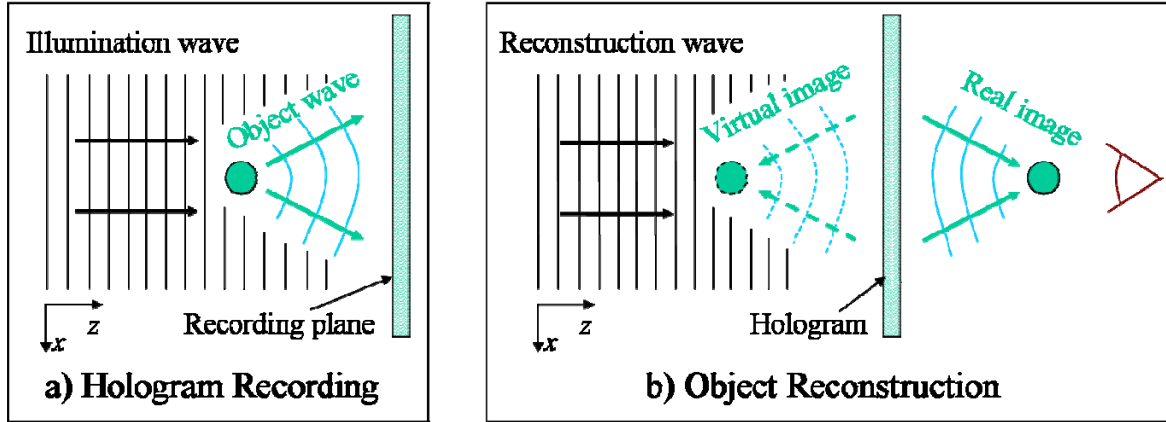 Illumination wave
Object wave
z
x
Recording plane
a) Hologram Recording
Reconstruction wave
Virtual image
Real image
z
x
Hologram
b) Object Reconstruction